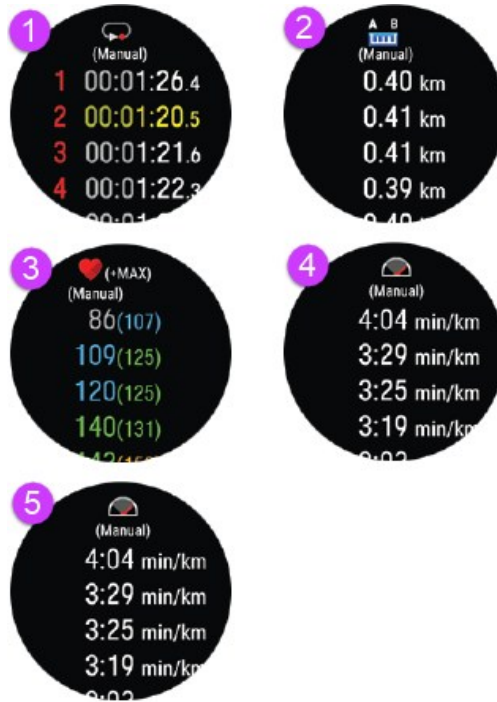 1
(Manual)
1 00:01:26.4
2 00:01:20.5
3 00:01:21.6
4 00:01:22.3
2
A B
(Manual)
0.40 km
0.41 km
0.41 km
0.39 km
3
(+MAX)
(Manual)
86(107)
109(125)
120(125)
140(131)
4
(Manual)
4:04 min/km
3:29 min/km
3:25 min/km
3:19 min/km
5
(Manual)
4:04 min/km
3:29 min/km
3:25 min/km
3:19 min/km